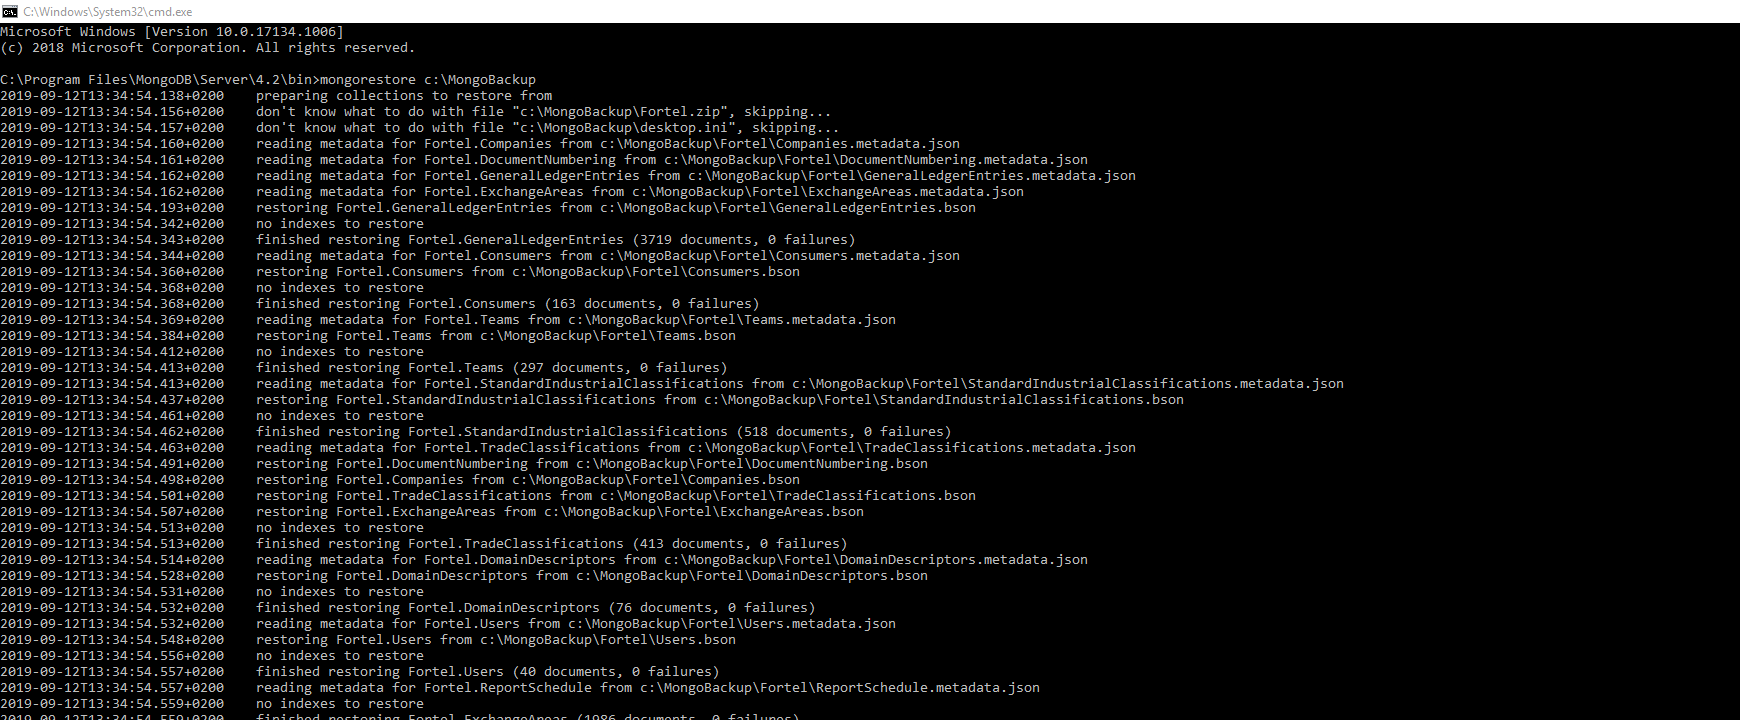 C:\Windows\System32\cmd.exe
Microsoft Windows [Version 10.0.17134.1006]
(c) 2018 Microsoft Corporation. All rights reserved.
C:\Program Files\MongoDB\Server\4.2\bin>mongorestore c:\MongoBackup
2019-09-12T13:34:54.138+0200    preparing collections to restore from
2019-09-12T13:34:54.156+0200    don't know what to do with file "c:\MongoBackup\Fortel.zip", skipping...
2019-09-12T13:34:54.157+0200    don't know what to do with file "c:\MongoBackup\desktop.ini", skipping...
2019-09-12T13:34:54.160+0200    reading metadata for Fortel.Companies from c:\MongoBackup\Fortel\Companies.metadata.json
2019-09-12T13:34:54.161+0200    reading metadata for Fortel.DocumentNumbering from c:\MongoBackup\Fortel\DocumentNumbering.metadata.json
2019-09-12T13:34:54.162+0200    reading metadata for Fortel.GeneralLedgerEntries from c:\MongoBackup\Fortel\GeneralLedgerEntries.metadata.json
2019-09-12T13:34:54.162+0200    reading metadata for Fortel.ExchangeAreas from c:\MongoBackup\Fortel\ExchangeAreas.metadata.json
2019-09-12T13:34:54.193+0200    restoring Fortel.GeneralLedgerEntries from c:\MongoBackup\Fortel\GeneralLedgerEntries.bson
2019-09-12T13:34:54.342+0200    no indexes to restore
2019-09-12T13:34:54.343+0200    finished restoring Fortel.GeneralLedgerEntries (3719 documents, 0 failures)
2019-09-12T13:34:54.344+0200    reading metadata for Fortel.Consumers from c:\MongoBackup\Fortel\Consumers.metadata.json
2019-09-12T13:34:54.360+0200    restoring Fortel.Consumers from c:\MongoBackup\Fortel\Consumers.bson
2019-09-12T13:34:54.368+0200    no indexes to restore
2019-09-12T13:34:54.368+0200    finished restoring Fortel.Consumers (163 documents, 0 failures)
2019-09-12T13:34:54.369+0200    reading metadata for Fortel.Teams from c:\MongoBackup\Fortel\Teams.metadata.json
2019-09-12T13:34:54.384+0200    restoring Fortel.Teams from c:\MongoBackup\Fortel\Teams.bson
2019-09-12T13:34:54.412+0200    no indexes to restore
2019-09-12T13:34:54.413+0200    finished restoring Fortel.Teams (297 documents, 0 failures)
2019-09-12T13:34:54.413+0200    reading metadata for Fortel.StandardIndustrialClassifications from c:\MongoBackup\Fortel\StandardIndustrialClassifications.metadata.json
2019-09-12T13:34:54.437+0200    restoring Fortel.StandardIndustrialClassifications from c:\MongoBackup\Fortel\StandardIndustrialClassifications.bson
2019-09-12T13:34:54.461+0200    no indexes to restore
2019-09-12T13:34:54.462+0200    finished restoring Fortel.StandardIndustrialClassifications (518 documents, 0 failures)
2019-09-12T13:34:54.463+0200    reading metadata for Fortel.TradeClassifications from c:\MongoBackup\Fortel\TradeClassifications.metadata.json
2019-09-12T13:34:54.491+0200    restoring Fortel.DocumentNumbering from c:\MongoBackup\Fortel\DocumentNumbering.bson
2019-09-12T13:34:54.498+0200    restoring Fortel.Companies from c:\MongoBackup\Fortel\Companies.bson
2019-09-12T13:34:54.501+0200    restoring Fortel.TradeClassifications from c:\MongoBackup\Fortel\TradeClassifications.bson
2019-09-12T13:34:54.507+0200    restoring Fortel.ExchangeAreas from c:\MongoBackup\Fortel\ExchangeAreas.bson
2019-09-12T13:34:54.513+0200    no indexes to restore
2019-09-12T13:34:54.513+0200    finished restoring Fortel.TradeClassifications (413 documents, 0 failures)
2019-09-12T13:34:54.514+0200    reading metadata for Fortel.DomainDescriptors from c:\MongoBackup\Fortel\DomainDescriptors.metadata.json
2019-09-12T13:34:54.528+0200    restoring Fortel.DomainDescriptors from c:\MongoBackup\Fortel\DomainDescriptors.bson
2019-09-12T13:34:54.531+0200    no indexes to restore
2019-09-12T13:34:54.532+0200    finished restoring Fortel.DomainDescriptors (76 documents, 0 failures)
2019-09-12T13:34:54.532+0200    reading metadata for Fortel.Users from c:\MongoBackup\Fortel\Users.metadata.json
2019-09-12T13:34:54.548+0200    restoring Fortel.Users from c:\MongoBackup\Fortel\Users.bson
2019-09-12T13:34:54.556+0200    no indexes to restore
2019-09-12T13:34:54.557+0200    finished restoring Fortel.Users (40 documents, 0 failures)
2019-09-12T13:34:54.557+0200    reading metadata for Fortel.ReportSchedule from c:\MongoBackup\Fortel\ReportSchedule.metadata.json
2019-09-12T13:34:54.559+0200    no indexes to restore
2019-09-12T13:34:54.559+0200    finished restoring Fortel.ExchangeAreas (1986 documents, 0 failures)